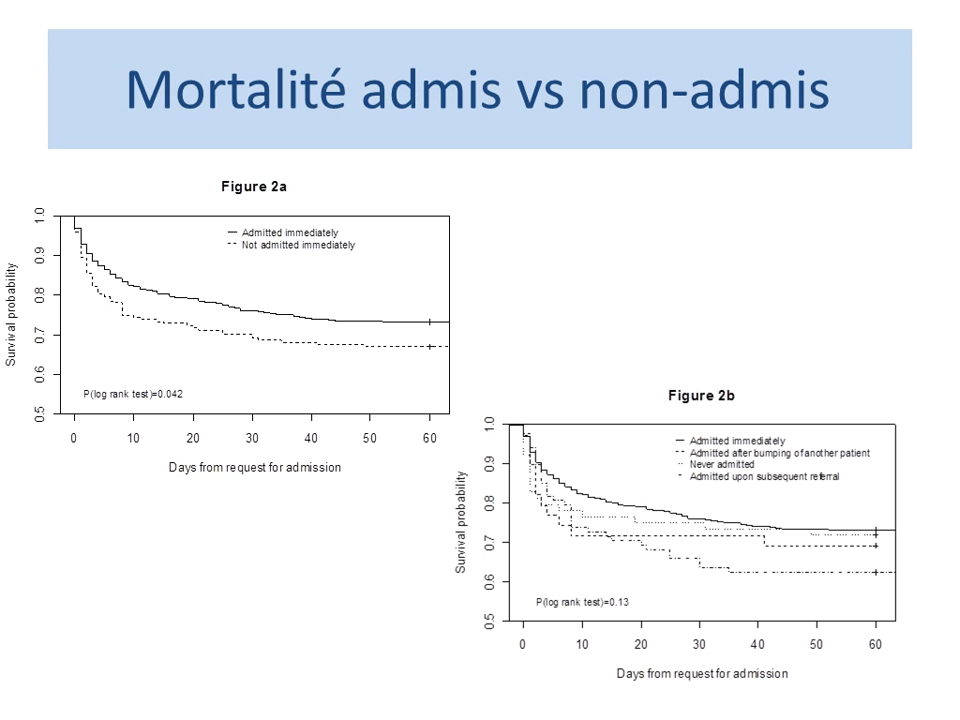 Mortalité admis vs non-admis
Figure 2a
Admitted immediately
Not admitted immediately
Survival probability
1.0
0.9
0.8
0.7
0.6
0.5
P(log rank test)=0.042
0 10 20 30 40 50 60
Days from request for admission
Figure 2b
Admitted immediately
Admitted after bumping of another patient
Never admitted
Admitted upon subsequent referral
Survival probability
1.0
0.9
0.8
0.7
0.6
0.5
P(log rank test)=0.13
0 10 20 30 40 50 60
Days from request for admission